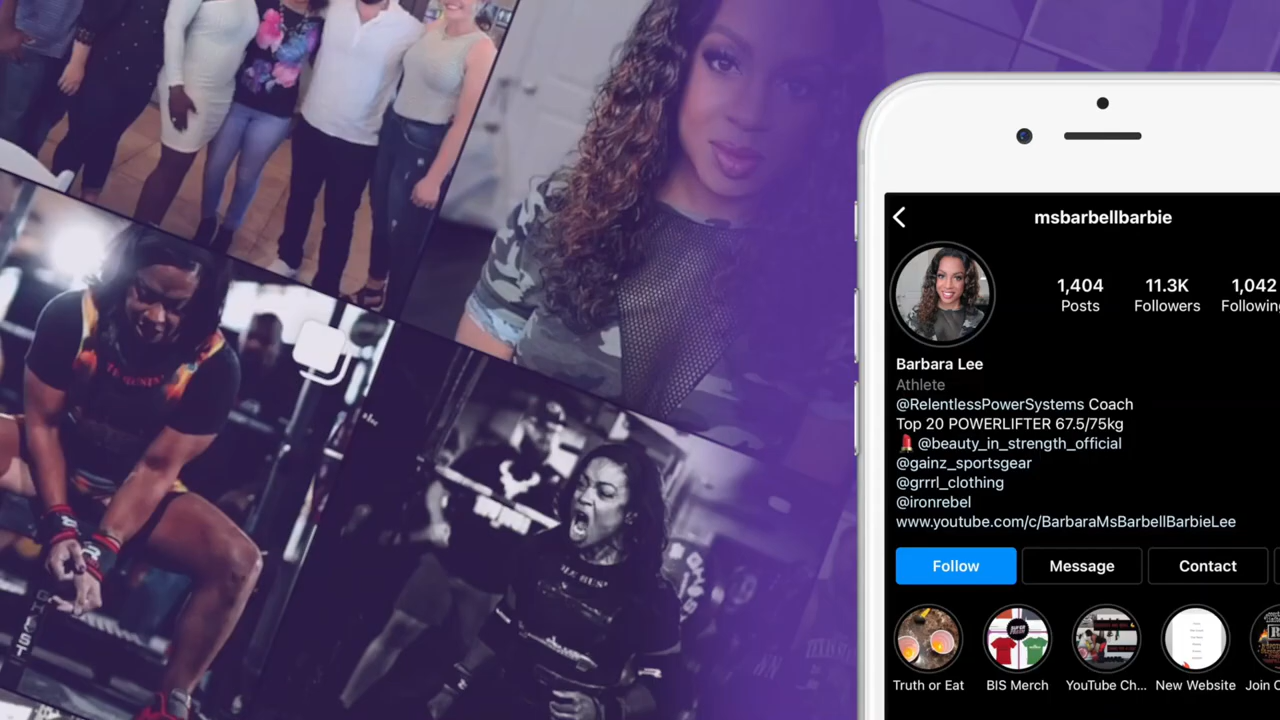 msbarbellbarbie
1,404
11.3K
1,042
Posts
Followers
Following
Barbara Lee
Athlete
@RelentlessPowerSystems Coach
Top 20 POWERLIFTER 67.5/75kg
@beauty_in_strength_official
@gainz_sportsgear
@grrrl_clothing
@ironrebel
www.youtube.com/c/BarbaraMsBarbellBarbieLee
Follow
Message
Contact
Truth or Eat
BIS Merch
YouTube Ch...
New Website
Join
GHOST